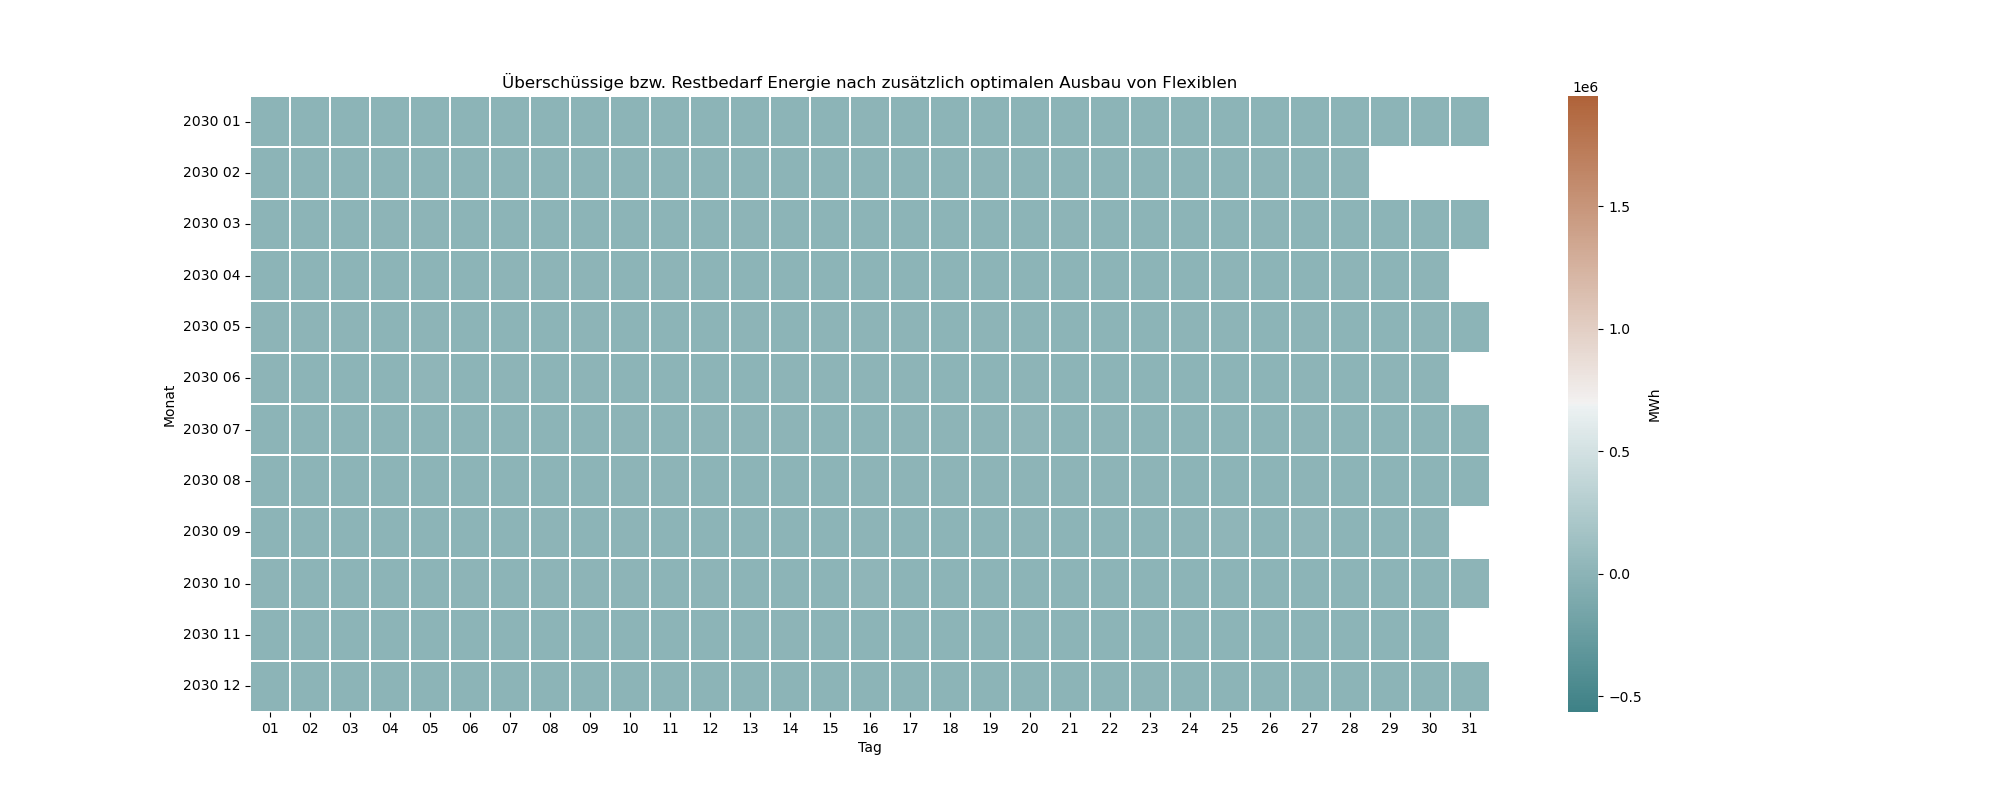 Überschüssige bzw. Restbedarf Energie nach zusätzlich optimalen Ausbau von Flexiblen
1e6
2030 01
2030 02
2030 03
2030 04
2030 05
2030 06
2030 07
2030 08
2030 09
2030 10
2030 11
2030 12
Monat
01 02 03 04 05 06 07 08 09 10 11 12 13 14 15 16 17 18 19 20 21 22 23 24 25 26 27 28 29 30 31
Tag
1.5
1.0
0.5
0.0
−0.5
MWh